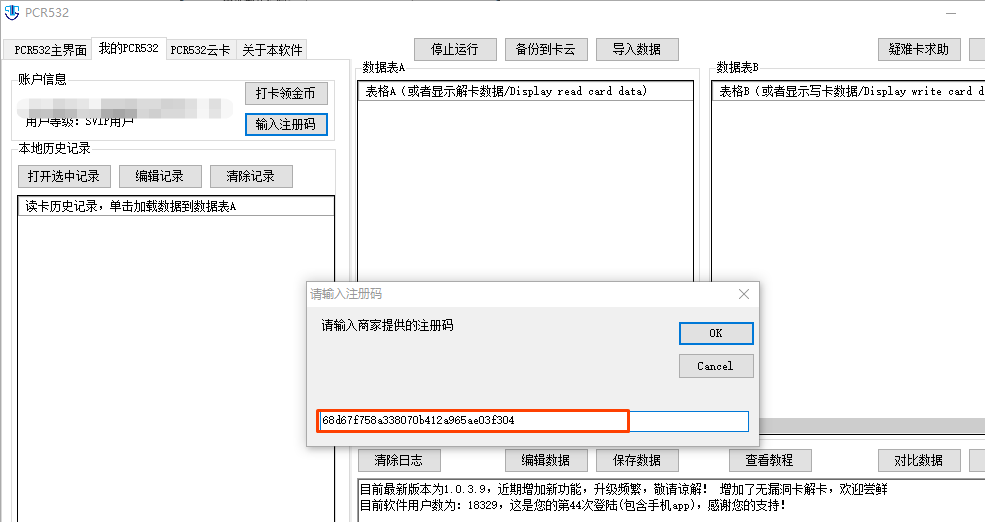 PCR532
PCR532主界面 我的PCR532 PCR532云卡 关于本软件
停止运行 备份到卡云 导入数据 疑难卡求助
账户信息
打卡领金币
用户等级: SVIP用户
输入注册码
本地历史记录
打开选中记录 编辑记录 清除记录
读卡历史记录，单击加载数据到数据表A
数据表A
表格A（或者显示解卡数据/Display read card data)
数据表B
表格B（或者显示写卡数据/Display write card d
请输入注册码
请输入商家提供的注册码
OK
Cancel
68d67f758a338070b412a965ae03f304
清除日志 编辑数据 保存数据 查看教程 对比数据
目前最新版本为1.0.3.9，近期增加新功能，升级频繁，敬请谅解！ 增加了无漏洞卡解卡，欢迎尝鲜
目前软件用户数为：18329，这是您的第44次登陆(包含手机app)，感谢您的支持！